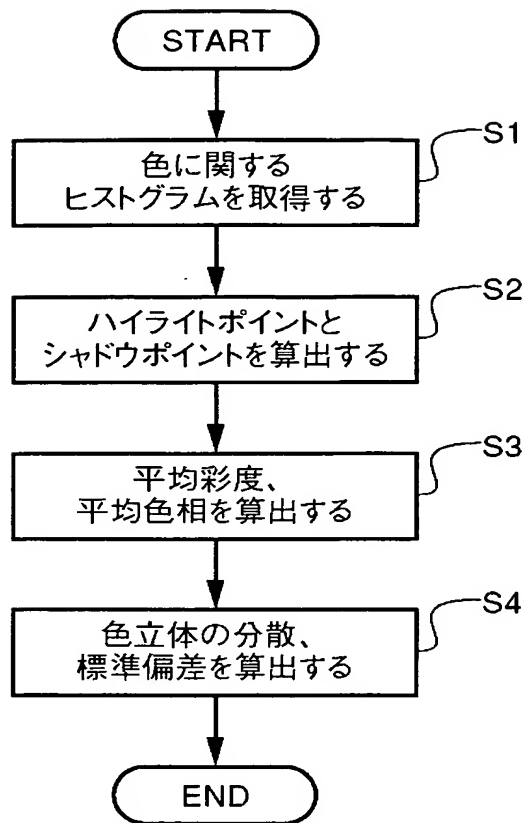 START
S1
色に関する
ヒストグラムを取得する
S2
ハイライトポイントと
シャドウポイントを算出する
S3
平均彩度、
平均色相を算出する
S4
色立体の分散、
標準偏差を算出する
END